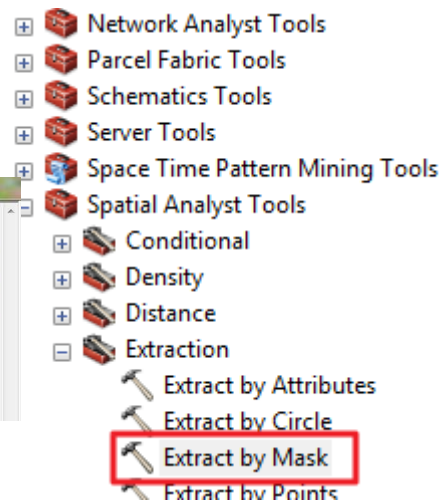 Network Analyst Tools
Parcel Fabric Tools
Schematics Tools
Server Tools
Space Time Pattern Mining Tools
Spatial Analyst Tools
Conditional
Density
Distance
Extraction
Extract by Attributes
Extract by Circle
Extract by Mask
Extract by Points